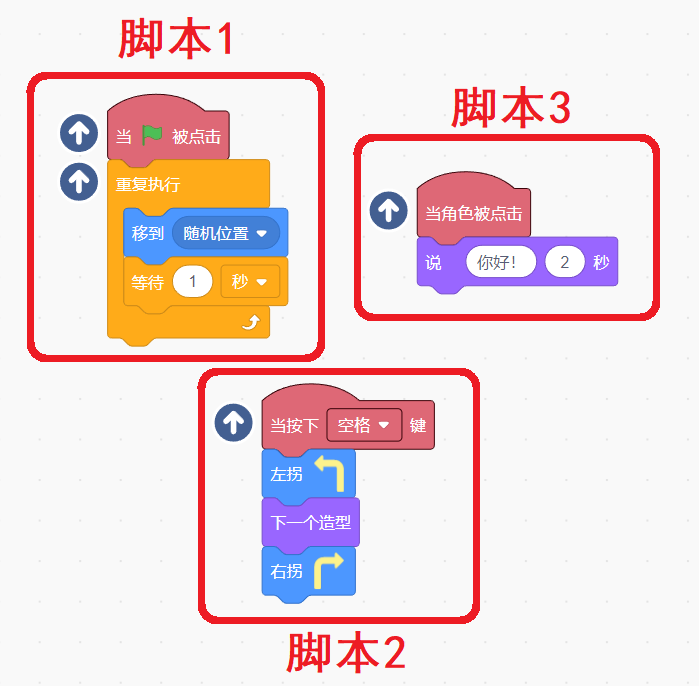 脚本1
当 被点击
重复执行
移到 随机位置
等待 1 秒
脚本3
当角色被点击
说 你好! 2 秒
当按下 空格 键
左拐
下一个造型
右拐
脚本2